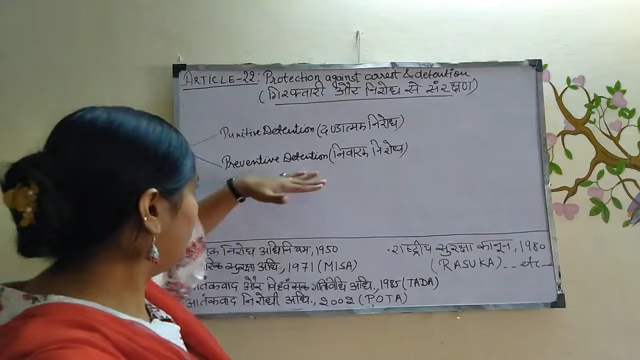 ARTICLE-22: Protection against arrest & detention
(गिरफ्तारी और निरोध से संरक्षण)
Punitive Detention (दण्डात्मक निरोध)
Preventive Detention (निवारक निरोध)
निरोध अधिनियम, 1950
सुरक्षा अधि., 1971 (MISA)
आतंकवाद और विध्वंसक गतिविधि अधि., 1985 (TADA)
आतंकवाद निरोधी अधि., 2002 (POTA)
· राष्ट्रीय सुरक्षा कानून, 1980
(RASUKA)... etc